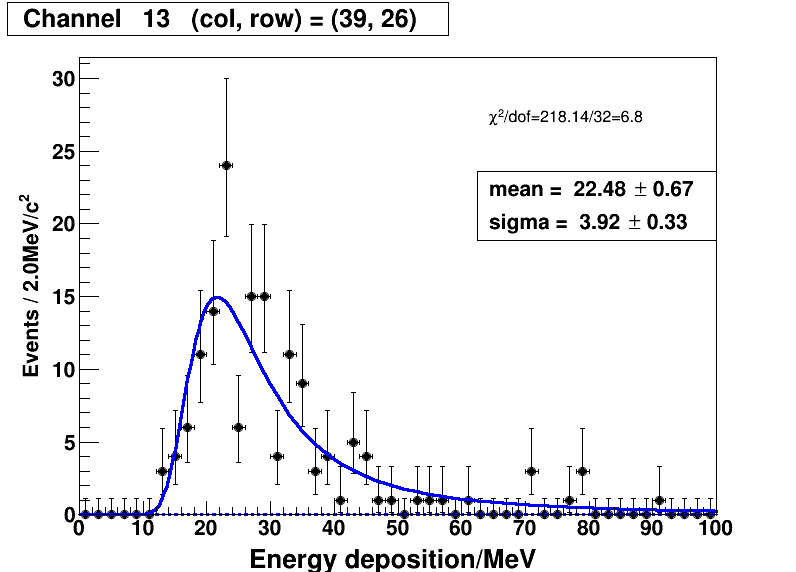 Channel 13 (col, row) = (39, 26)
χ²/dof=218.14/32=6.8
mean = 22.48 ± 0.67
sigma = 3.92 ± 0.33
Events / 2.0MeV/c²
30
25
20
15
10
5
0
0 10 20 30 40 50 60 70 80 90 100
Energy deposition/MeV